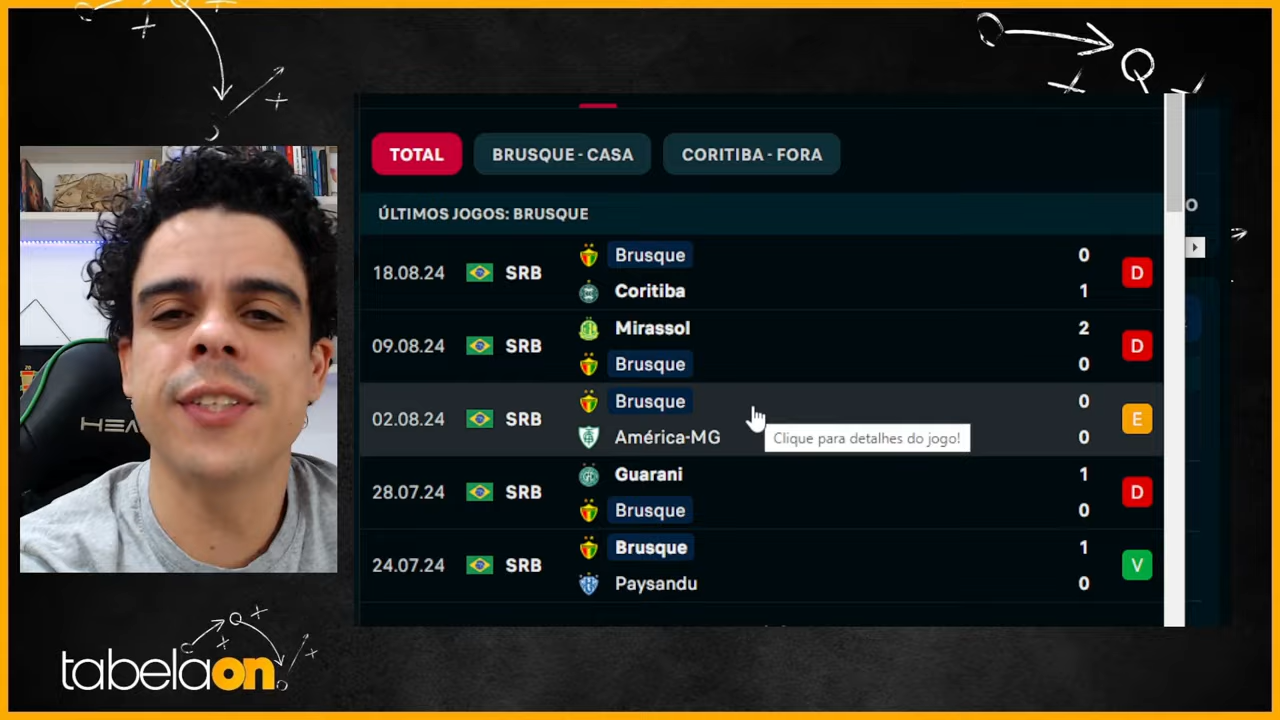 TOTAL
BRUSQUE - CASA
CORITIBA - FORA
ÚLTIMOS JOGOS: BRUSQUE
O
18.08.24 SRB Brusque 0 D
Coritiba 1
09.08.24 SRB Mirassol 2 D
Brusque 0
02.08.24 SRB Brusque 0 E
América-MG 0
Clique para detalhes do jogo!
28.07.24 SRB Guarani 1 D
Brusque 0
24.07.24 SRB Brusque 1 V
Paysandu 0
HEA
tabelaon